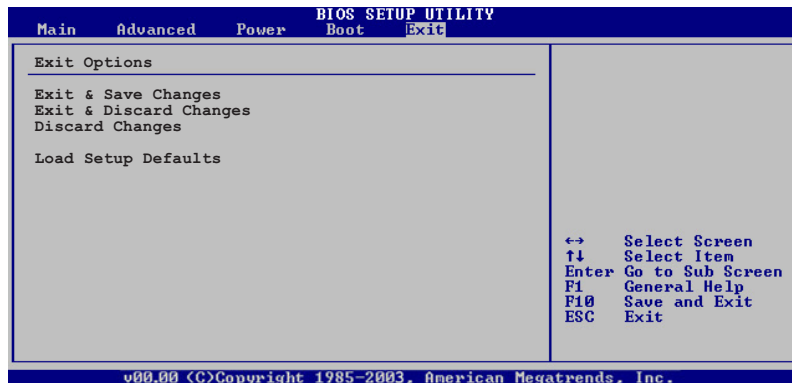 BIOS SETUP UTILITY
Main Advanced Power Boot Exit
Exit Options
Exit & Save Changes
Exit & Discard Changes
Discard Changes
Load Setup Defaults
←→ Select Screen
↑↓ Select Item
Enter Go to Sub Screen
F1 General Help
F10 Save and Exit
ESC Exit
v00.00 (C)Copyright 1985-2003, American Megatrends, Inc.